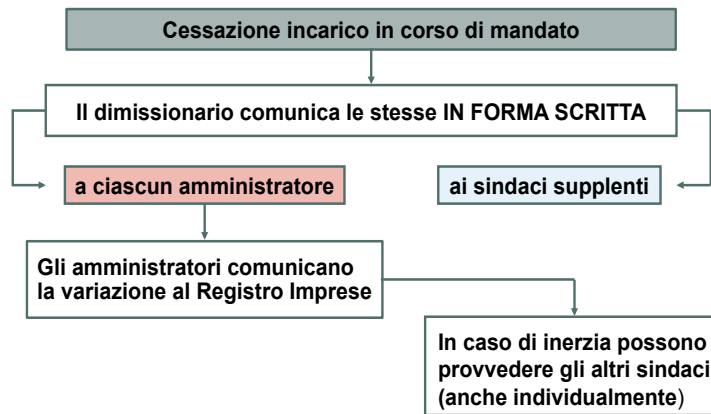 Cessazione incarico in corso di mandato
Il dimissionario comunica le stesse IN FORMA SCRITTA
a ciascun amministratore
ai sindaci supplenti
Gli amministratori comunicano
la variazione al Registro Imprese
In caso di inerzia possono
provvedere gli altri sindaci
(anche individualmente)